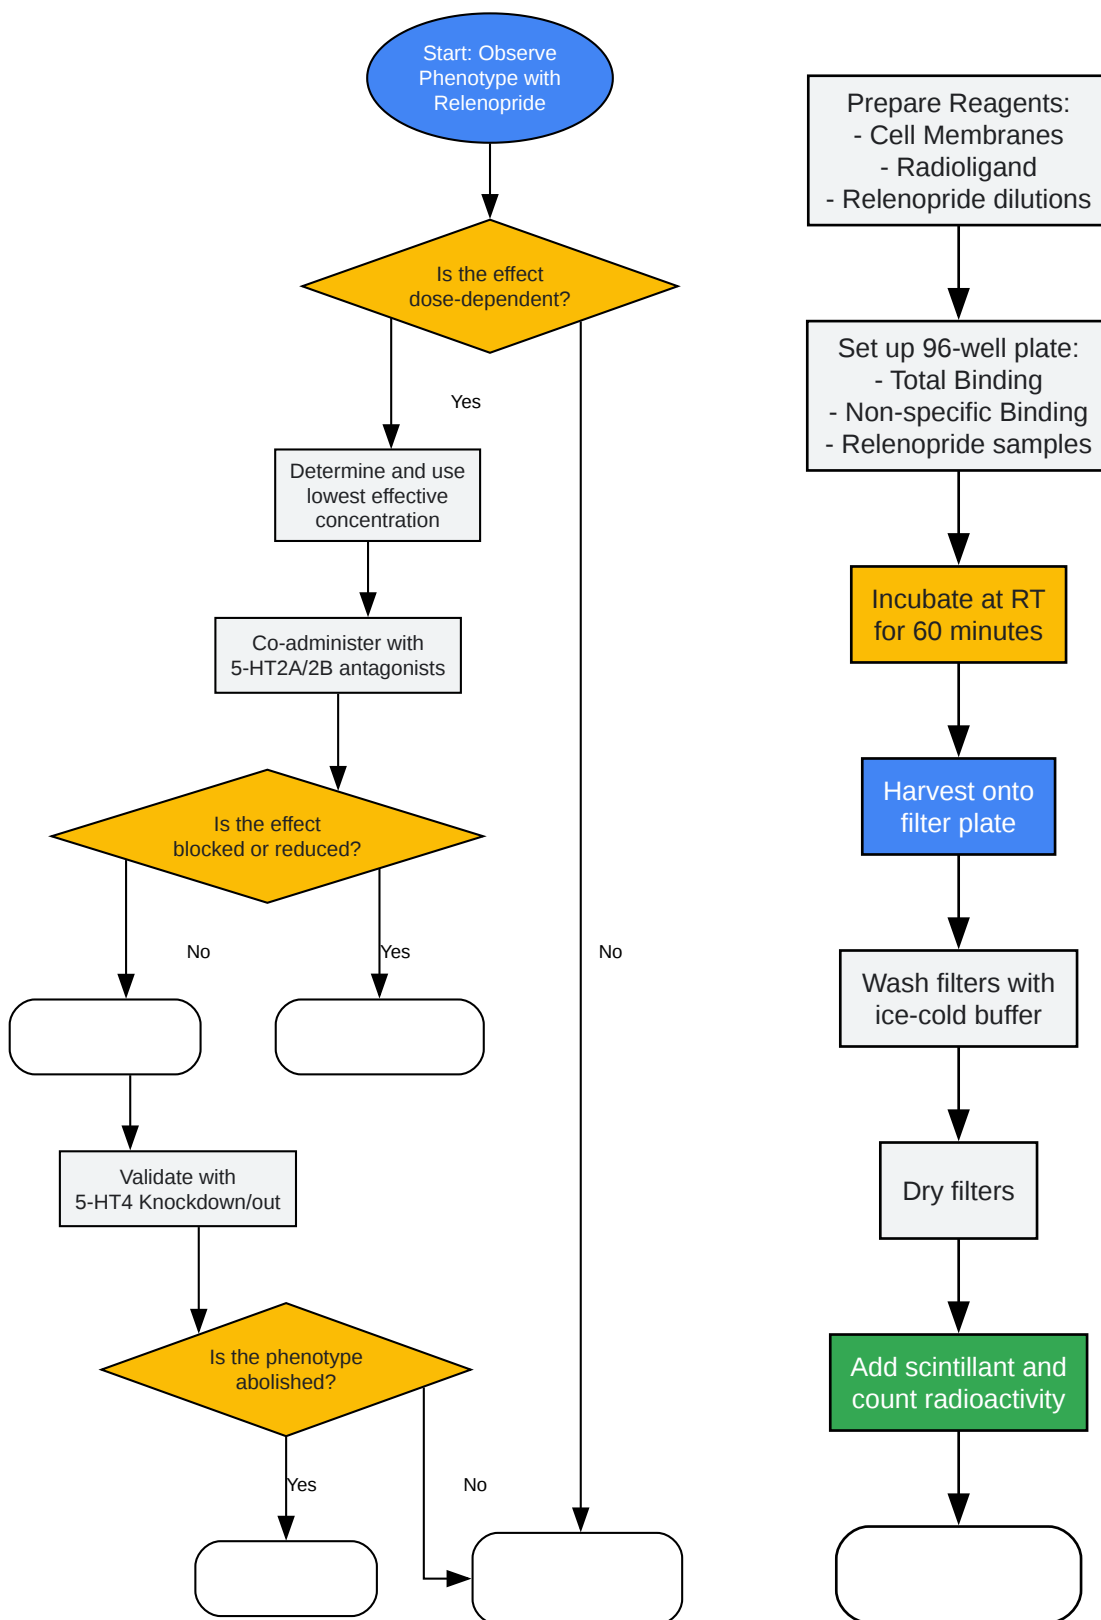 Start: Observe
Phenotype with
Relenopride
Is the effect
dose-dependent?
Yes
Determine and use
lowest effective
concentration
Co-administer with
5-HT2A/2B antagonists
Is the effect
blocked or reduced?
No
Yes
No
Validate with
5-HT4 Knockdown/out
Is the phenotype
abolished?
Yes
No
Prepare Reagents:
- Cell Membranes
- Radioligand
- Relenopride dilutions
Set up 96-well plate:
- Total Binding
- Non-specific Binding
- Relenopride samples
Incubate at RT
for 60 minutes
Harvest onto
filter plate
Wash filters with
ice-cold buffer
Dry filters
Add scintillant and
count radioactivity